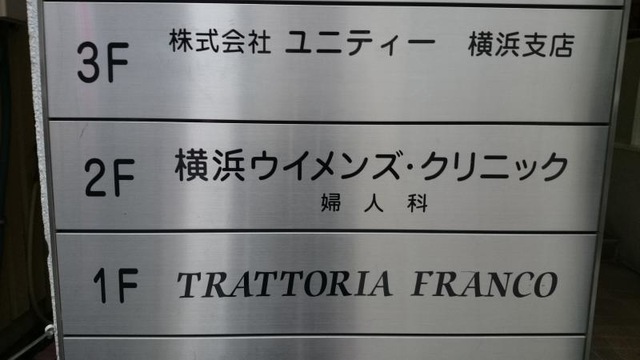 3F 株式会社 ユニティー 横浜支店
2F 横浜ウイメンズ・クリニック
婦人科
1F TRATTORIA FRANCO